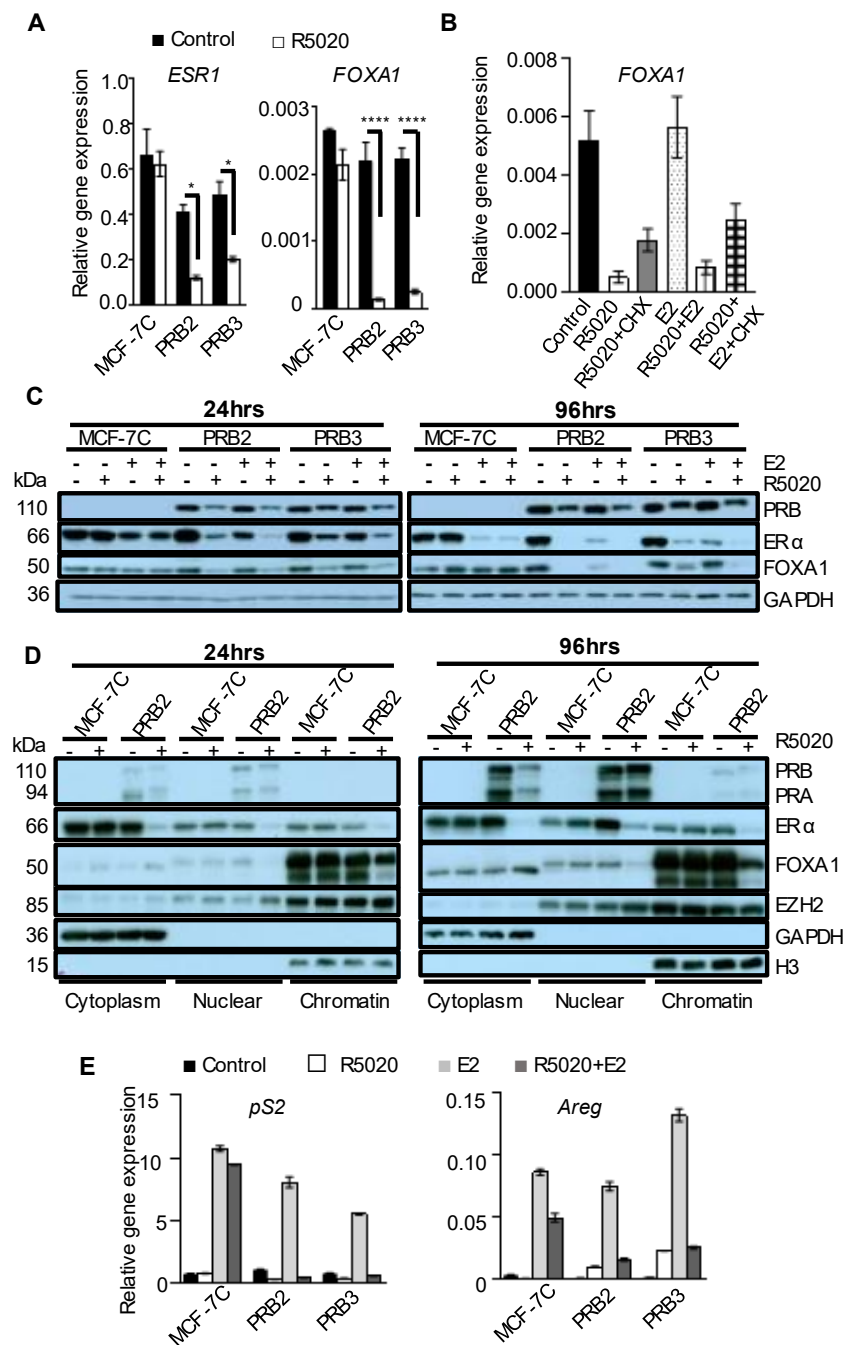 A
■ Control □ R5020
ESR1
FOXA1
Relative gene expression
1.0
0.8
0.6
0.4
0.2
0.0
* *
MCF-7C PRB2 PRB3
0.003
0.002
0.001
0
**** ****
MCF-7C PRB2 PRB3
B
FOXA1
Relative gene expression
0.008
0.006
0.004
0.002
0.000
Control
R5020
R5020+CHX
E2
R5020+E2
R5020+
E2+CHX
C
24hrs 96hrs
MCF-7C PRB2 PRB3 MCF-7C PRB2 PRB3
- - + + - - + + - - + + - - + + - - + + - - + + E2
kDa - + - + - + - + - + - + - + - + - + - + - + - + R5020
110 PRB
66 ERα
50 FOXA1
36 GAPDH
D
24hrs 96hrs
MCF-7C PRB2 MCF-7C PRB2 MCF-7C PRB2 MCF-7C PRB2 MCF-7C PRB2 MCF-7C PRB2
kDa - + - + - + - + - + - + - + - + - + - + - + - + R5020
110 PRB
94 PRA
66 ERα
50 FOXA1
85 EZH2
36 GAPDH
15 H3
Cytoplasm Nuclear Chromatin Cytoplasm Nuclear Chromatin
E
■ Control □ R5020 ■ E2 ■ R5020+E2
pS2
Relative gene expression
15
10
5
0
MCF-7C PRB2 PRB3
Areg
0.15
0.10
0.05
0
MCF-7C PRB2 PRB3